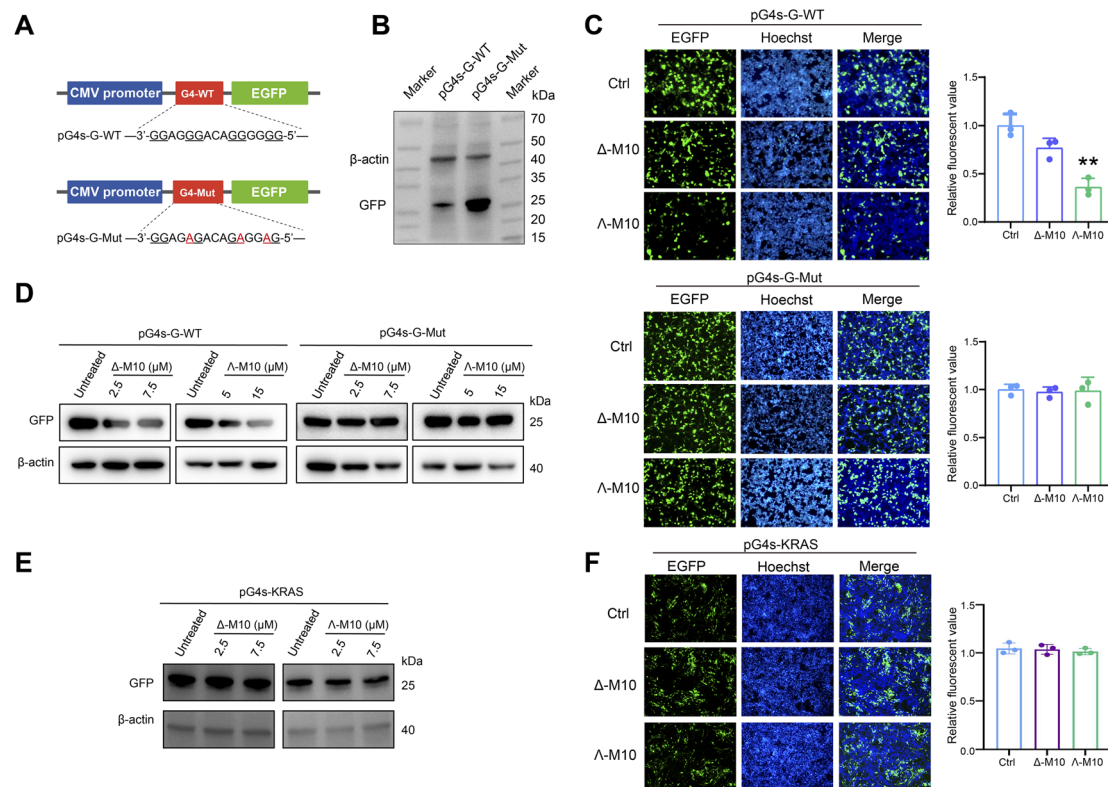 A
CMV promoter G4-WT EGFP
pG4s-G-WT —3'-GGAGGGACAGGGGGG-5'—
CMV promoter G4-Mut EGFP
pG4s-G-Mut —3'-GGAGAGACAGAGGAG-5'—
B
Marker pG4s-G-WT pG4s-G-Mut Marker
kDa
70
50
β-actin 40
35
25
GFP
20
15
C
pG4s-G-WT
EGFP Hoechst Merge
Ctrl
Δ-M10
Λ-M10
Relative fluorescent value
1.5
1.0
0.5
0.0
**
Ctrl Δ-M10 Λ-M10
pG4s-G-Mut
EGFP Hoechst Merge
Ctrl
Δ-M10
Λ-M10
Relative fluorescent value
1.5
1.0
0.5
0.0
Ctrl Δ-M10 Λ-M10
D
pG4s-G-WT pG4s-G-Mut
Untreated Δ-M10 (μM) 2.5 7.5 Untreated Λ-M10 (μM) 5 15 Untreated Δ-M10 (μM) 2.5 7.5 Untreated Λ-M10 (μM) 5 15
kDa
GFP 25
β-actin 40
E
pG4s-KRAS
Untreated Δ-M10 (μM) 2.5 7.5 Untreated Λ-M10 (μM) 2.5 7.5
kDa
GFP 25
β-actin 40
F
pG4s-KRAS
EGFP Hoechst Merge
Ctrl
Δ-M10
Λ-M10
Relative fluorescent value
1.5
1.0
0.5
0.0
Ctrl Δ-M10 Λ-M10